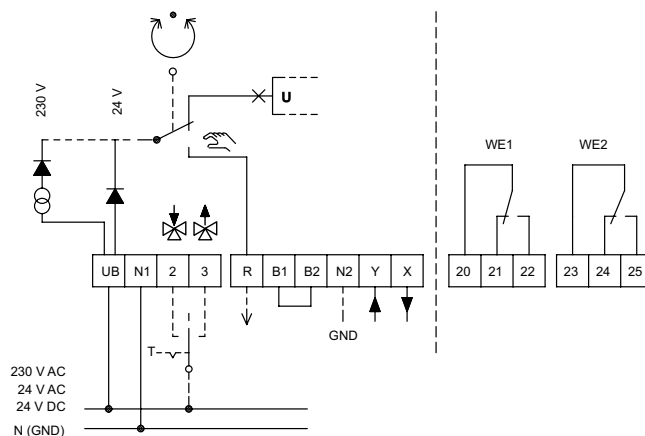 230 V
24 V
U
WE1
WE2
UB N1 2 3 R B1 B2 N2 Y X 20 21 22 23 24 25
GND
T
230 V AC
24 V AC
24 V DC
N (GND)